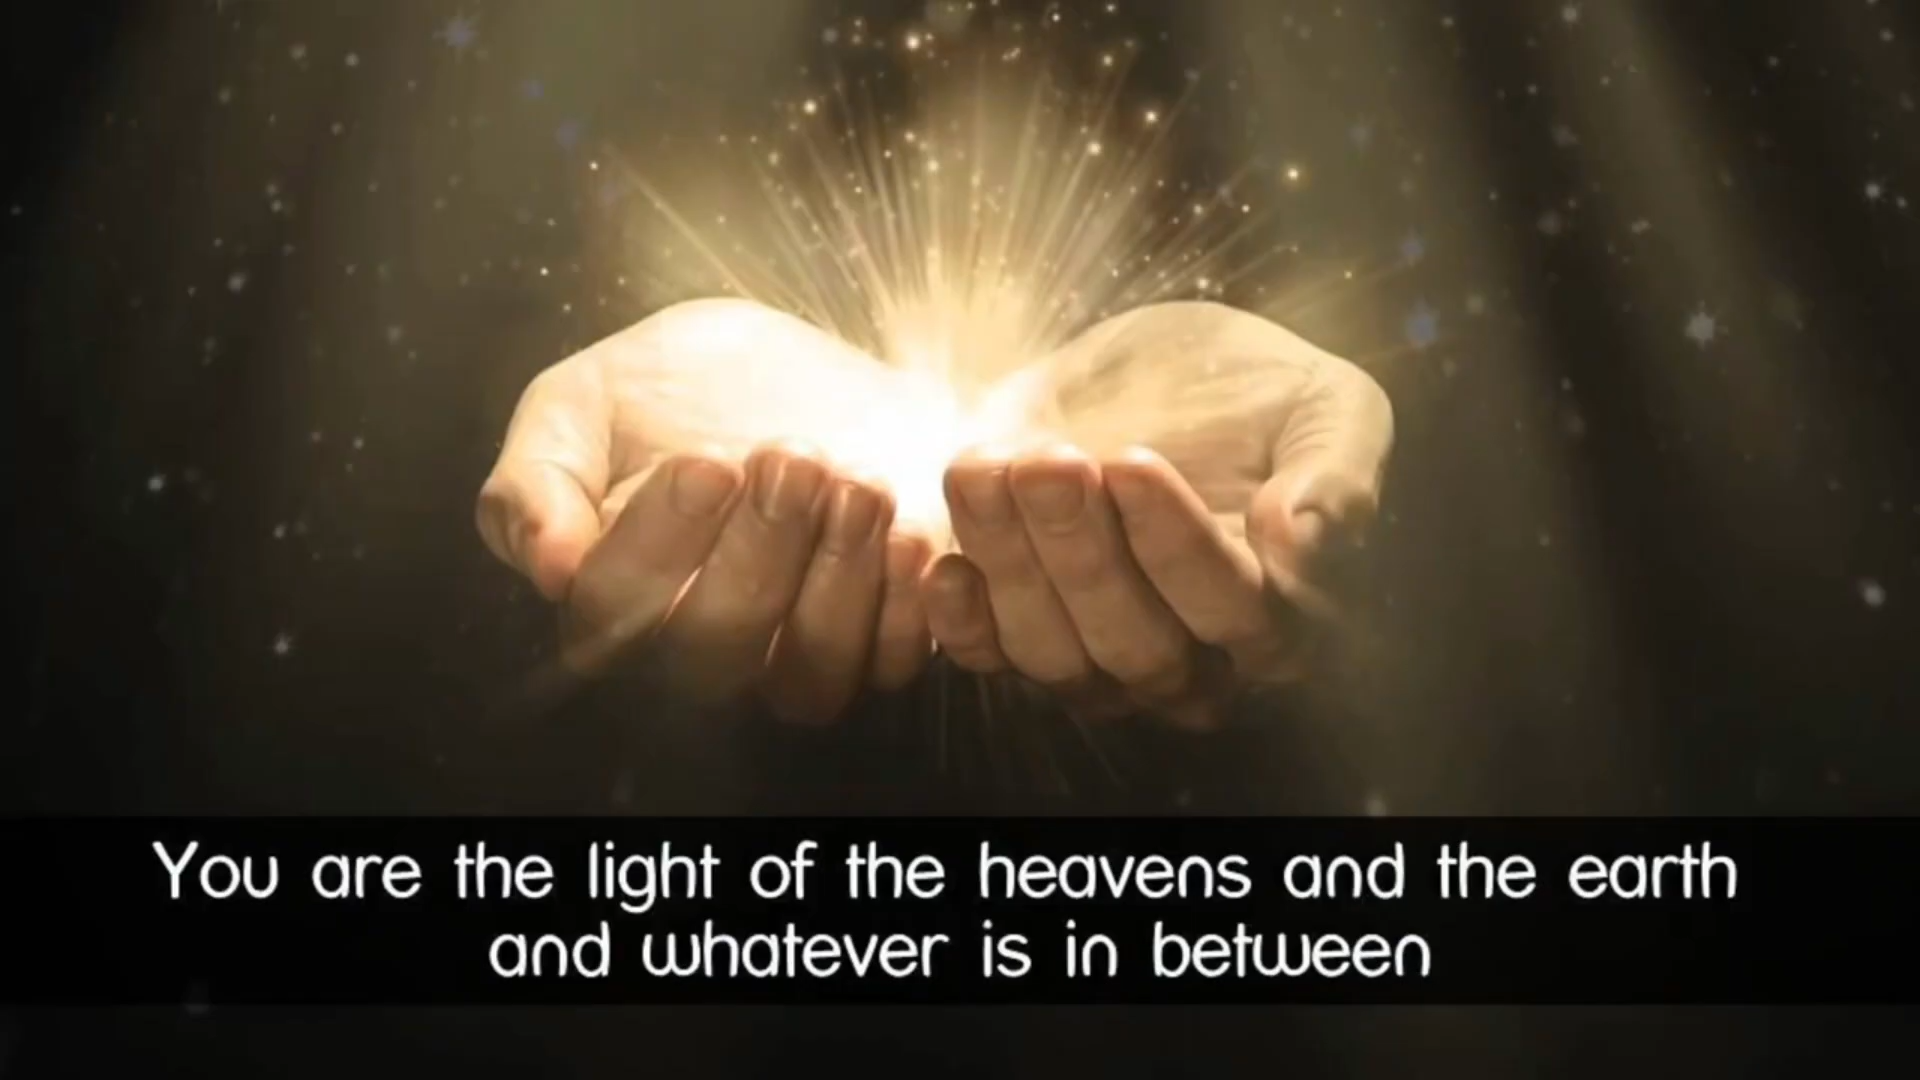 You are the light of the heavens and the earth
and whatever is in between